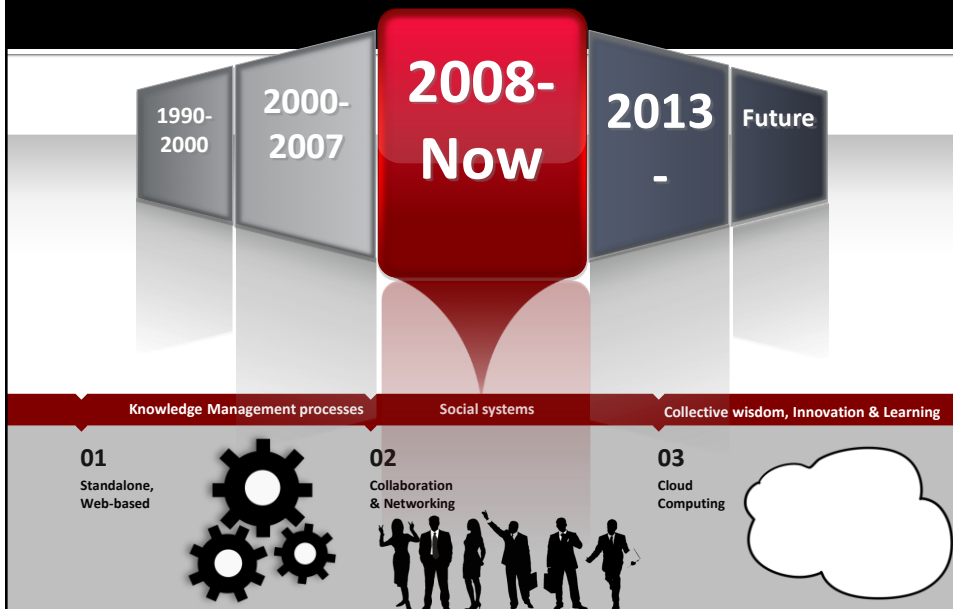 1990-
2000
2000-
2007
2008-
Now
2013
-
Future
Knowledge Management processes
Social systems
Collective wisdom, Innovation & Learning
01
Standalone,
Web-based
02
Collaboration
& Networking
03
Cloud
Computing